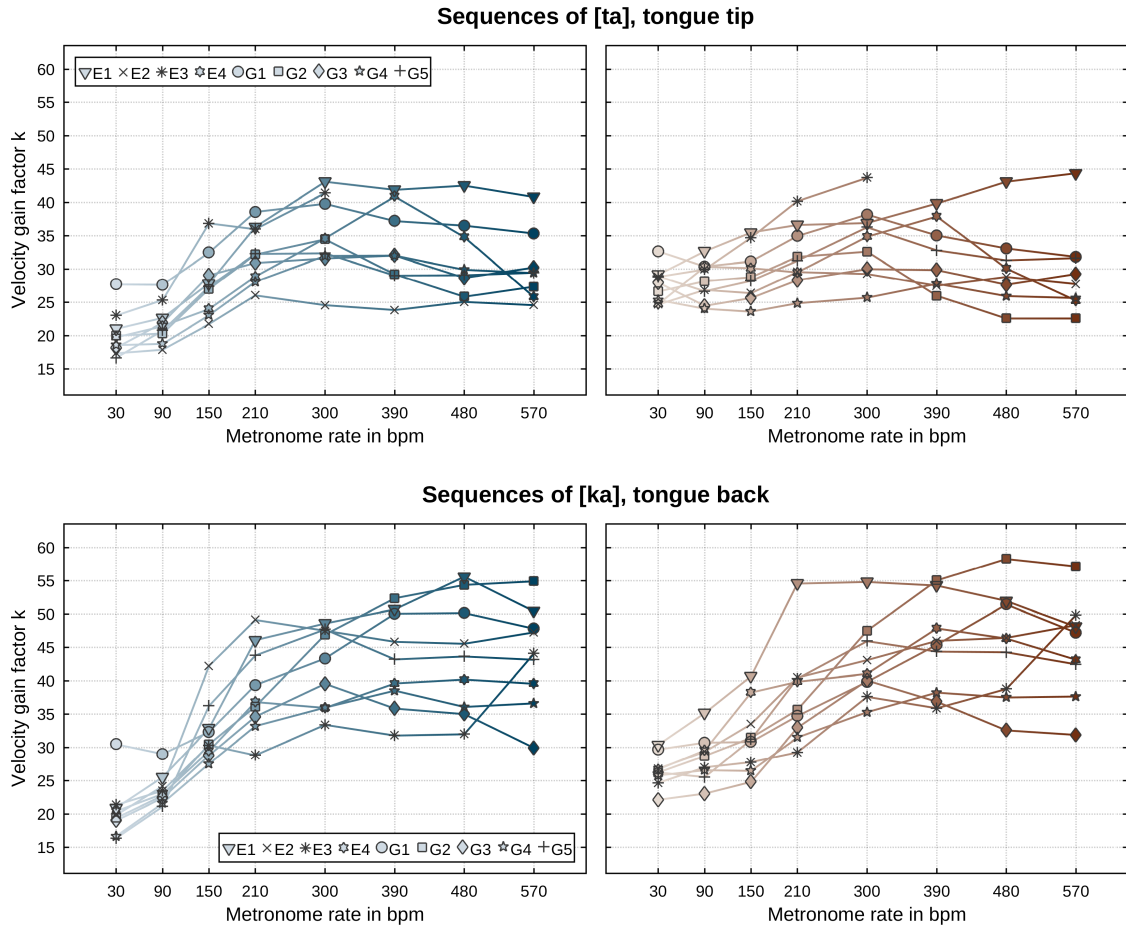 Sequences of [ta], tongue tip
Velocity gain factor k
60
55
50
45
40
35
30
25
20
15
E1 E2 E3 E4 G1 G2 G3 G4 G5
30 90 150 210 300 390 480 570
Metronome rate in bpm
30 90 150 210 300 390 480 570
Metronome rate in bpm
Sequences of [ka], tongue back
Velocity gain factor k
60
55
50
45
40
35
30
25
20
15
E1 E2 E3 E4 G1 G2 G3 G4 G5
30 90 150 210 300 390 480 570
Metronome rate in bpm
30 90 150 210 300 390 480 570
Metronome rate in bpm